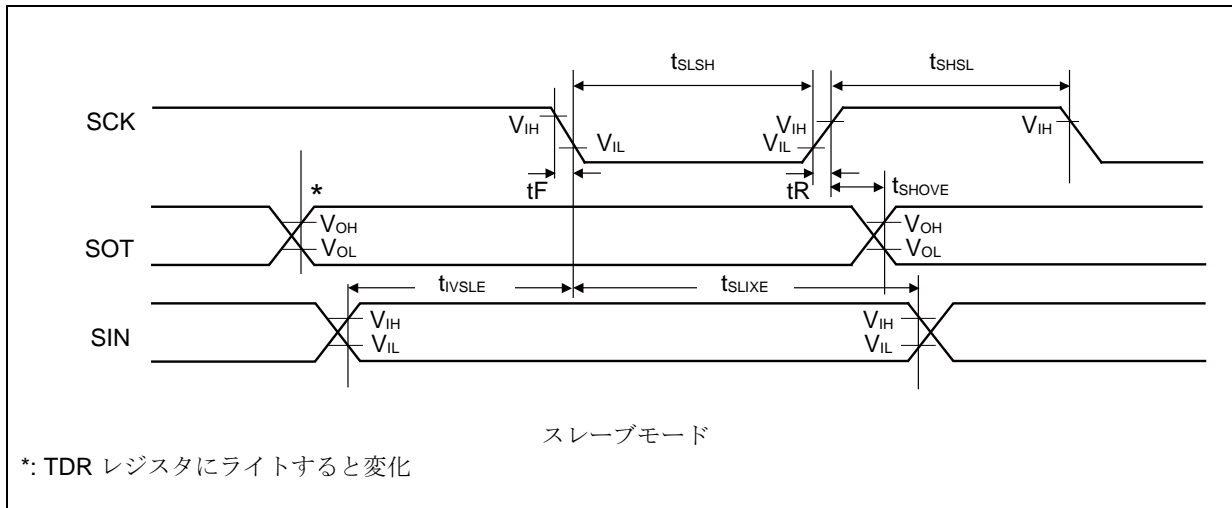 tSLSH
tSHSL
SCK
VIH
VIL
VIH
VIL
VIH
tF
tR
tSHOVE
*
SOT
VOH
VOL
VOH
VOL
tIVSLE
tSLIXE
SIN
VIH
VIL
VIH
VIL
スレーブモード
*: TDR レジスタにライトすると変化